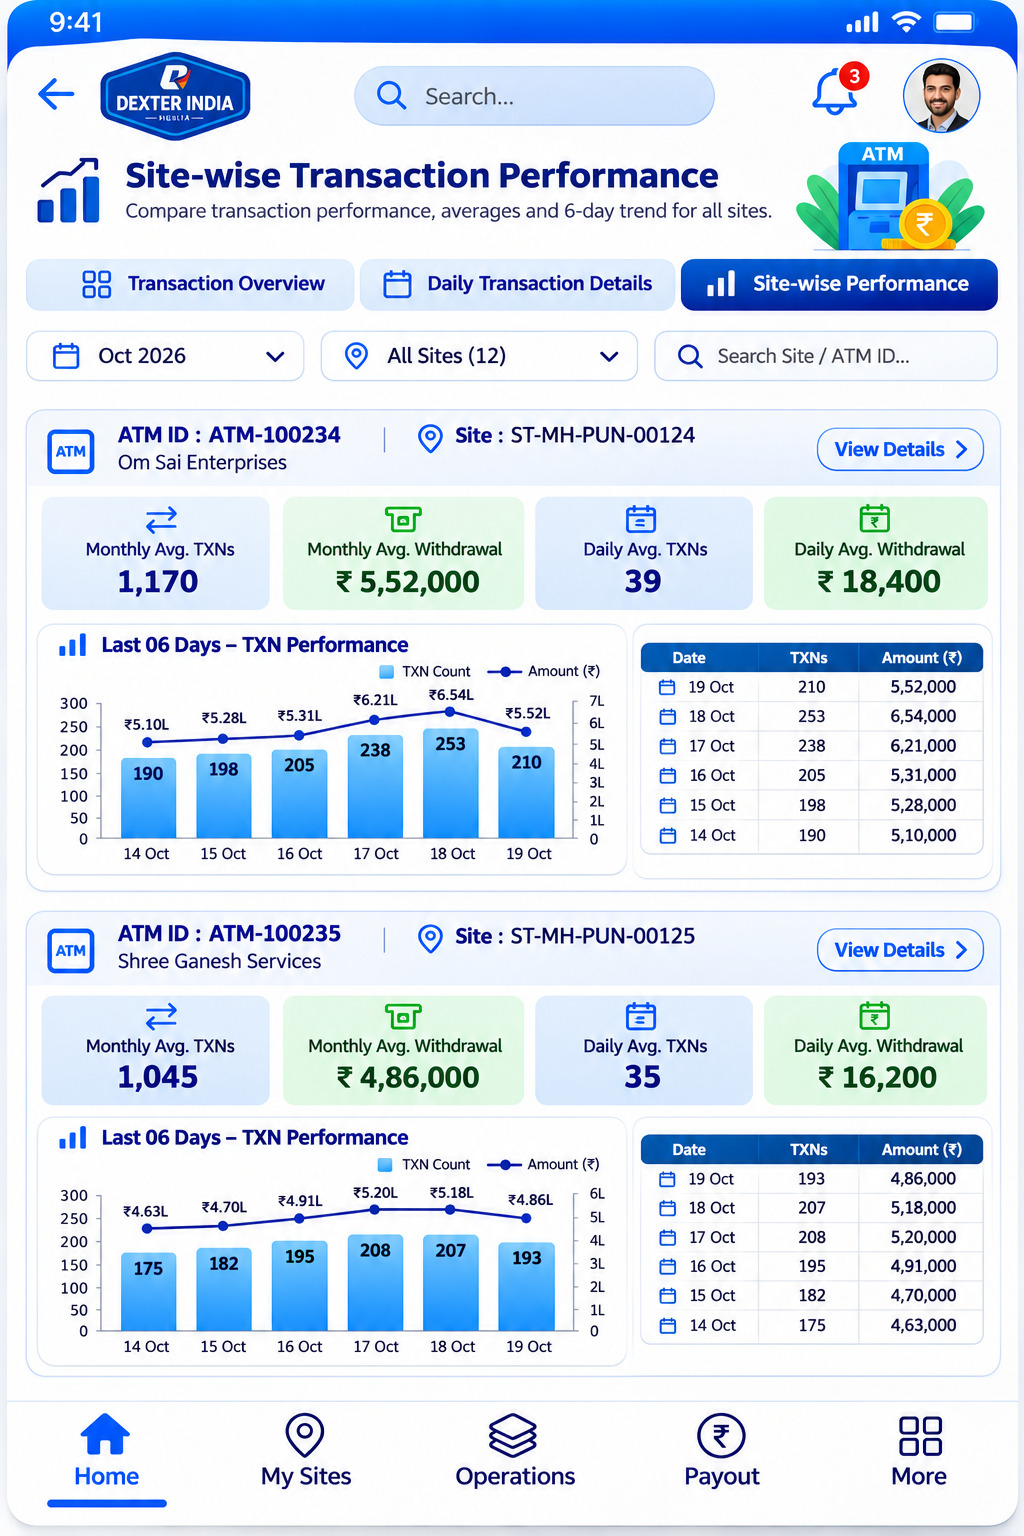 9:41
DEXTER INDIA
Search...
3
ATM
₹
Site-wise Transaction Performance
Compare transaction performance, averages and 6-day trend for all sites.
Transaction Overview
Daily Transaction Details
Site-wise Performance
Oct 2026
All Sites (12)
Search Site / ATM ID...
ATM
ATM ID : ATM-100234
Om Sai Enterprises
Site : ST-MH-PUN-00124
View Details
Monthly Avg. TXNs
1,170
Monthly Avg. Withdrawal
₹ 5,52,000
Daily Avg. TXNs
39
₹
Daily Avg. Withdrawal
₹ 18,400
Last 06 Days – TXN Performance
TXN Count
Amount (₹)
300
250
200
150
100
50
0
₹5.10L
₹5.28L
₹5.31L
₹6.21L
₹6.54L
₹5.52L
190
198
205
238
253
210
7L
6L
5L
4L
3L
2L
1L
0
14 Oct
15 Oct
16 Oct
17 Oct
18 Oct
19 Oct
Date TXNs Amount (₹)
19 Oct 210 5,52,000
18 Oct 253 6,54,000
17 Oct 238 6,21,000
16 Oct 205 5,31,000
15 Oct 198 5,28,000
14 Oct 190 5,10,000
ATM
ATM ID : ATM-100235
Shree Ganesh Services
Site : ST-MH-PUN-00125
View Details
Monthly Avg. TXNs
1,045
Monthly Avg. Withdrawal
₹ 4,86,000
Daily Avg. TXNs
35
₹
Daily Avg. Withdrawal
₹ 16,200
Last 06 Days – TXN Performance
TXN Count
Amount (₹)
300
250
200
150
100
50
0
₹4.63L
₹4.70L
₹4.91L
₹5.20L
₹5.18L
₹4.86L
175
182
195
208
207
193
6L
5L
4L
3L
2L
1L
0
14 Oct
15 Oct
16 Oct
17 Oct
18 Oct
19 Oct
Date TXNs Amount (₹)
19 Oct 193 4,86,000
18 Oct 207 5,18,000
17 Oct 208 5,20,000
16 Oct 195 4,91,000
15 Oct 182 4,70,000
14 Oct 175 4,63,000
Home
My Sites
Operations
₹
Payout
More